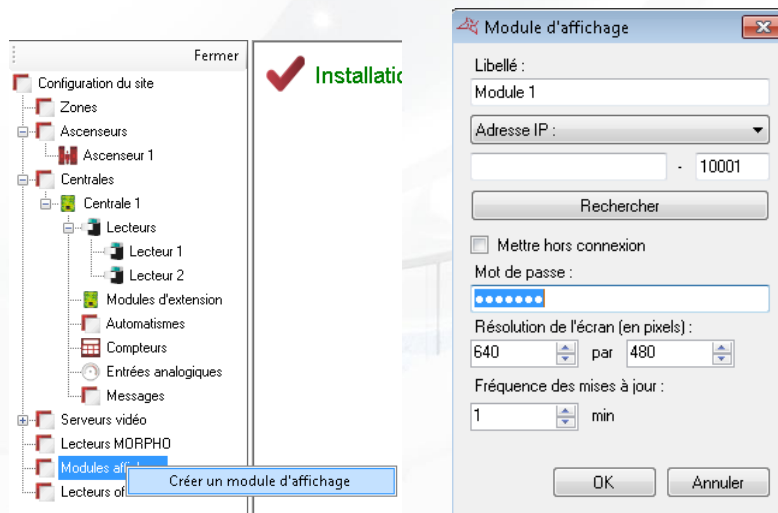 Fermer
Configuration du site
Zones
Ascenseurs
Ascenseur 1
Centrales
Centrale 1
Lecteurs
Lecteur 1
Lecteur 2
Modules d'extension
Automatismes
Compteurs
Entrées analogiques
Messages
Serveurs vidéo
Lecteurs MORPHO
Modules
Créer un module d'affichage
Lecteurs
Module d'affichage
Libellé :
Module 1
Adresse IP :
- 10001
Rechercher
Mettre hors connexion
Mot de passe :
Résolution de l'écran (en pixels) :
640 par 480
Fréquence des mises à jour :
1 min
OK Annuler